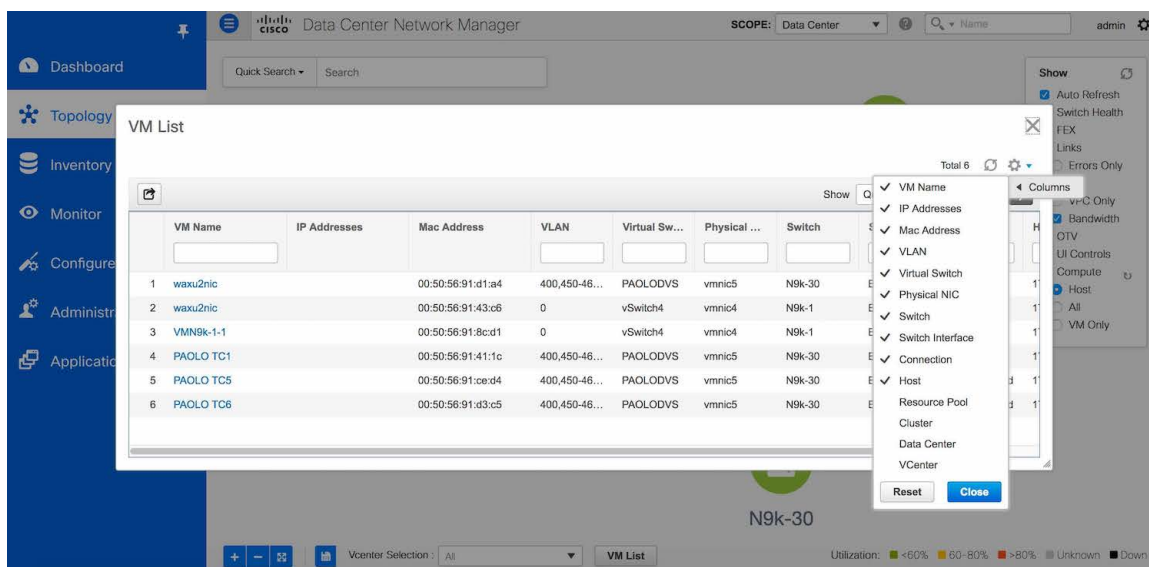 cisco Data Center Network Manager
SCOPE: Data Center
Name
admin
Dashboard
Topology
Inventory
Monitor
Configure
Administr
Applicatio
Quick Search
Search
Show
Auto Refresh
Switch Health
FEX
Links
Errors Only
VPC Only
Bandwidth
OTV
UI Controls
Compute
Host
All
VM Only
VM List
Total 6
Show Q
VM Name IP Addresses Mac Address VLAN Virtual Sw... Physical ... Switch S H
1 waxu2nic 00:50:56:91:d1:a4 400,450-46... PAOLODVS vmnic5 N9k-30 E 1
2 waxu2nic 00:50:56:91:43:c6 0 vSwitch4 vmnic4 N9k-1 E 1
3 VMN9k-1-1 00:50:56:91:8c:d1 0 vSwitch4 vmnic4 N9k-1 E 1
4 PAOLO TC1 00:50:56:91:41:1c 400,450-46... PAOLODVS vmnic5 N9k-30 E 1
5 PAOLO TC5 00:50:56:91:ce:d4 400,450-46... PAOLODVS vmnic5 N9k-30 E d 1
6 PAOLO TC6 00:50:56:91:d3:c5 400,450-46... PAOLODVS vmnic5 N9k-30 E d 1
Columns
VM Name
IP Addresses
Mac Address
VLAN
Virtual Switch
Physical NIC
Switch
Switch Interface
Connection
Host
Resource Pool
Cluster
Data Center
VCenter
Reset Close
N9k-30
Vcenter Selection : All
VM List
Utilization: <60% 60-80% >80% Unknown Down